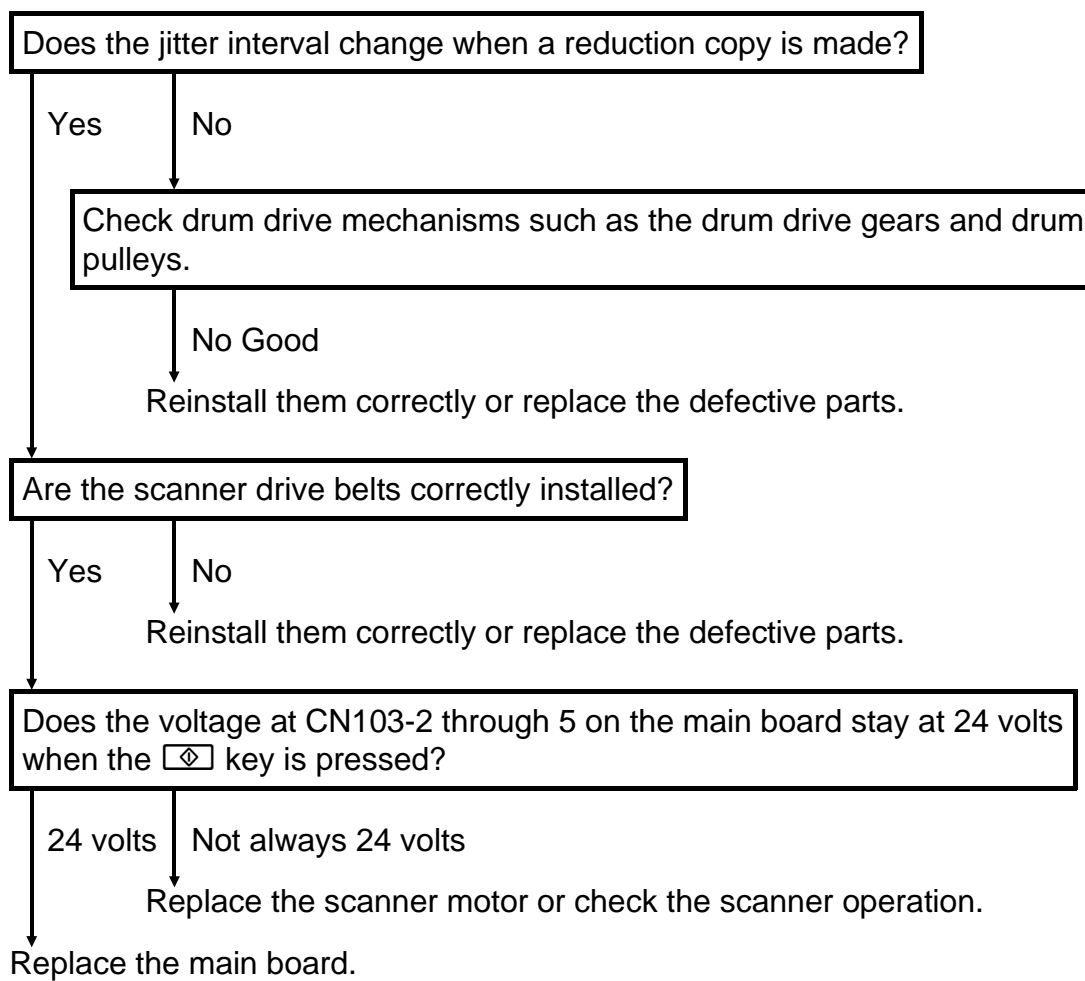 Does the jitter interval change when a reduction copy is made?
Yes
No
Check drum drive mechanisms such as the drum drive gears and drum
pulleys.
No Good
Reinstall them correctly or replace the defective parts.
Are the scanner drive belts correctly installed?
Yes
No
Reinstall them correctly or replace the defective parts.
Does the voltage at CN103-2 through 5 on the main board stay at 24 volts
when the key is pressed?
24 volts
Not always 24 volts
Replace the scanner motor or check the scanner operation.
Replace the main board.